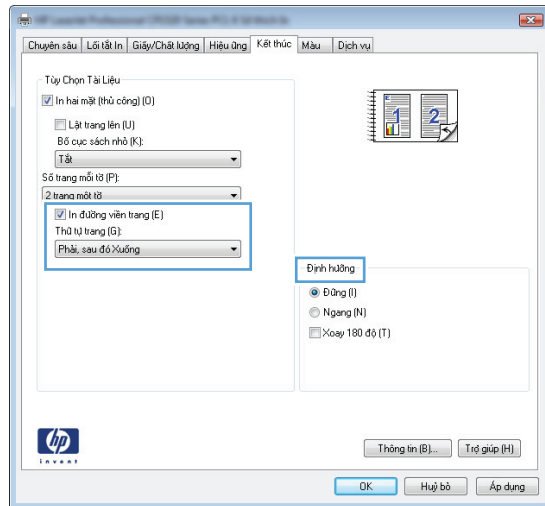 Chuyên sâu Lối tắt In Giấy/Chất lượng Hiệu ứng Kết thúc Màu Dịch vụ
Tùy Chọn Tài Liệu
In hai mặt (thủ công) (O)
Lật trang lên (U)
Bố cục sách nhỏ (K):
Tắt
Số trang mỗi tờ (P):
2 trang một tờ
In đường viền trang (E)
Thứ tự trang (G):
Phải, sau đó Xuống
1 2
Định hướng
Đứng (I)
Ngang (N)
Xoay 180 độ (T)
hp
invent
Thông tin (B)... Trợ giúp (H)
OK Huỷ bỏ Áp dụng